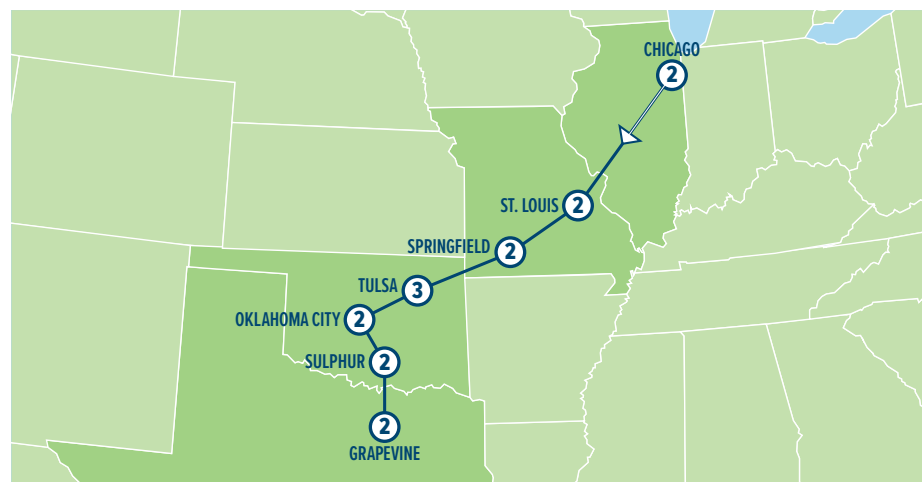 CHICAGO
2
ST. LOUIS 2
SPRINGFIELD 2
TULSA 3
OKLAHOMA CITY 2
SULPHUR 2
2
GRAPEVINE